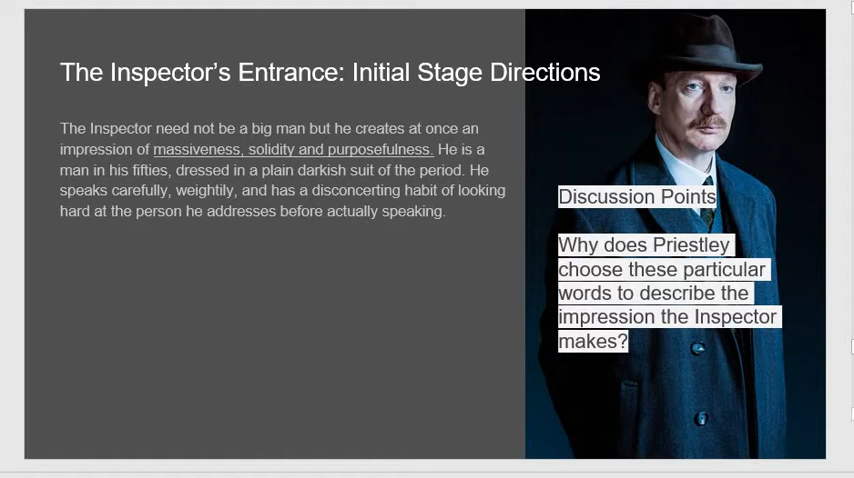 The Inspector’s Entrance: Initial Stage Directions
The Inspector need not be a big man but he creates at once an
impression of massiveness, solidity and purposefulness. He is a
man in his fifties, dressed in a plain darkish suit of the period. He
speaks carefully, weightily, and has a disconcerting habit of looking
hard at the person he addresses before actually speaking.
Discussion Points
Why does Priestley
choose these particular
words to describe the
impression the Inspector
makes?